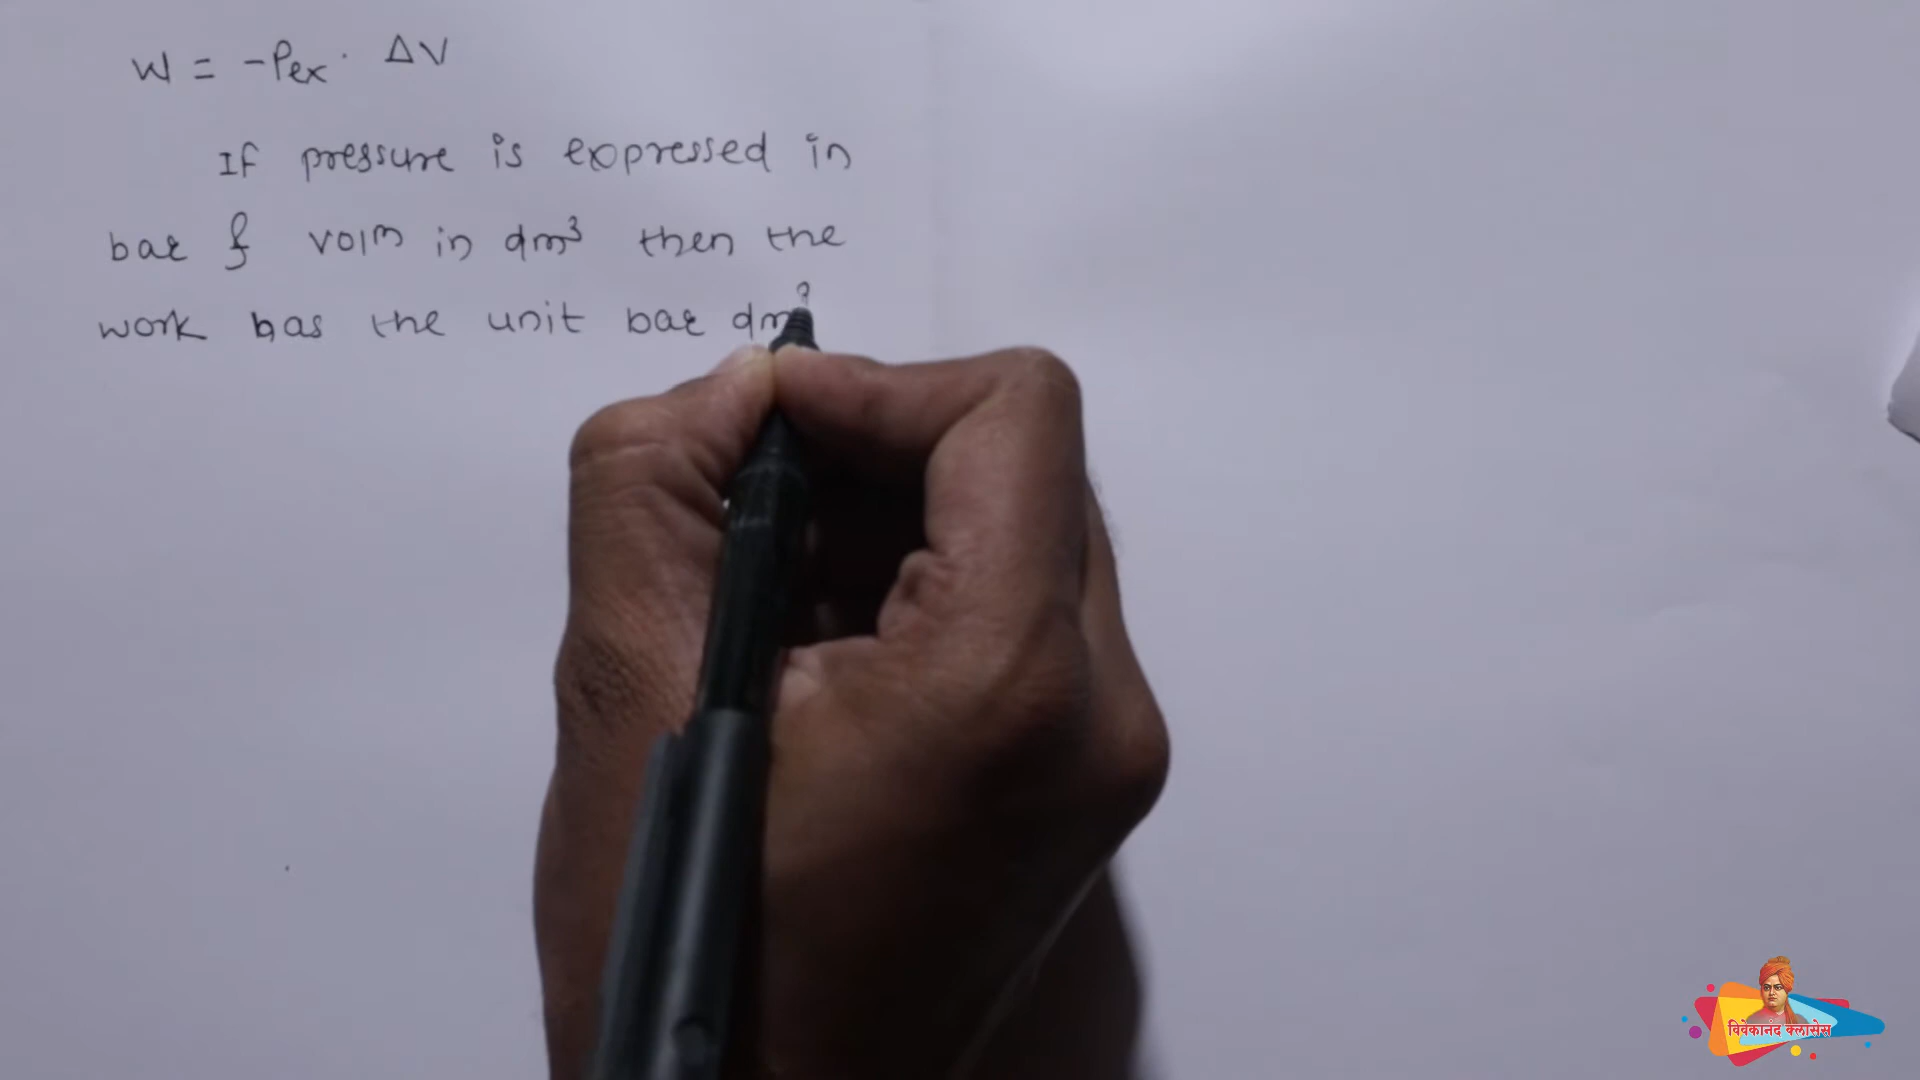 W = -Pex · ΔV
If pressure is expressed in
bar & volm in dm³ then the
work has the unit bar dm³
विवेकानंद क्लासेस